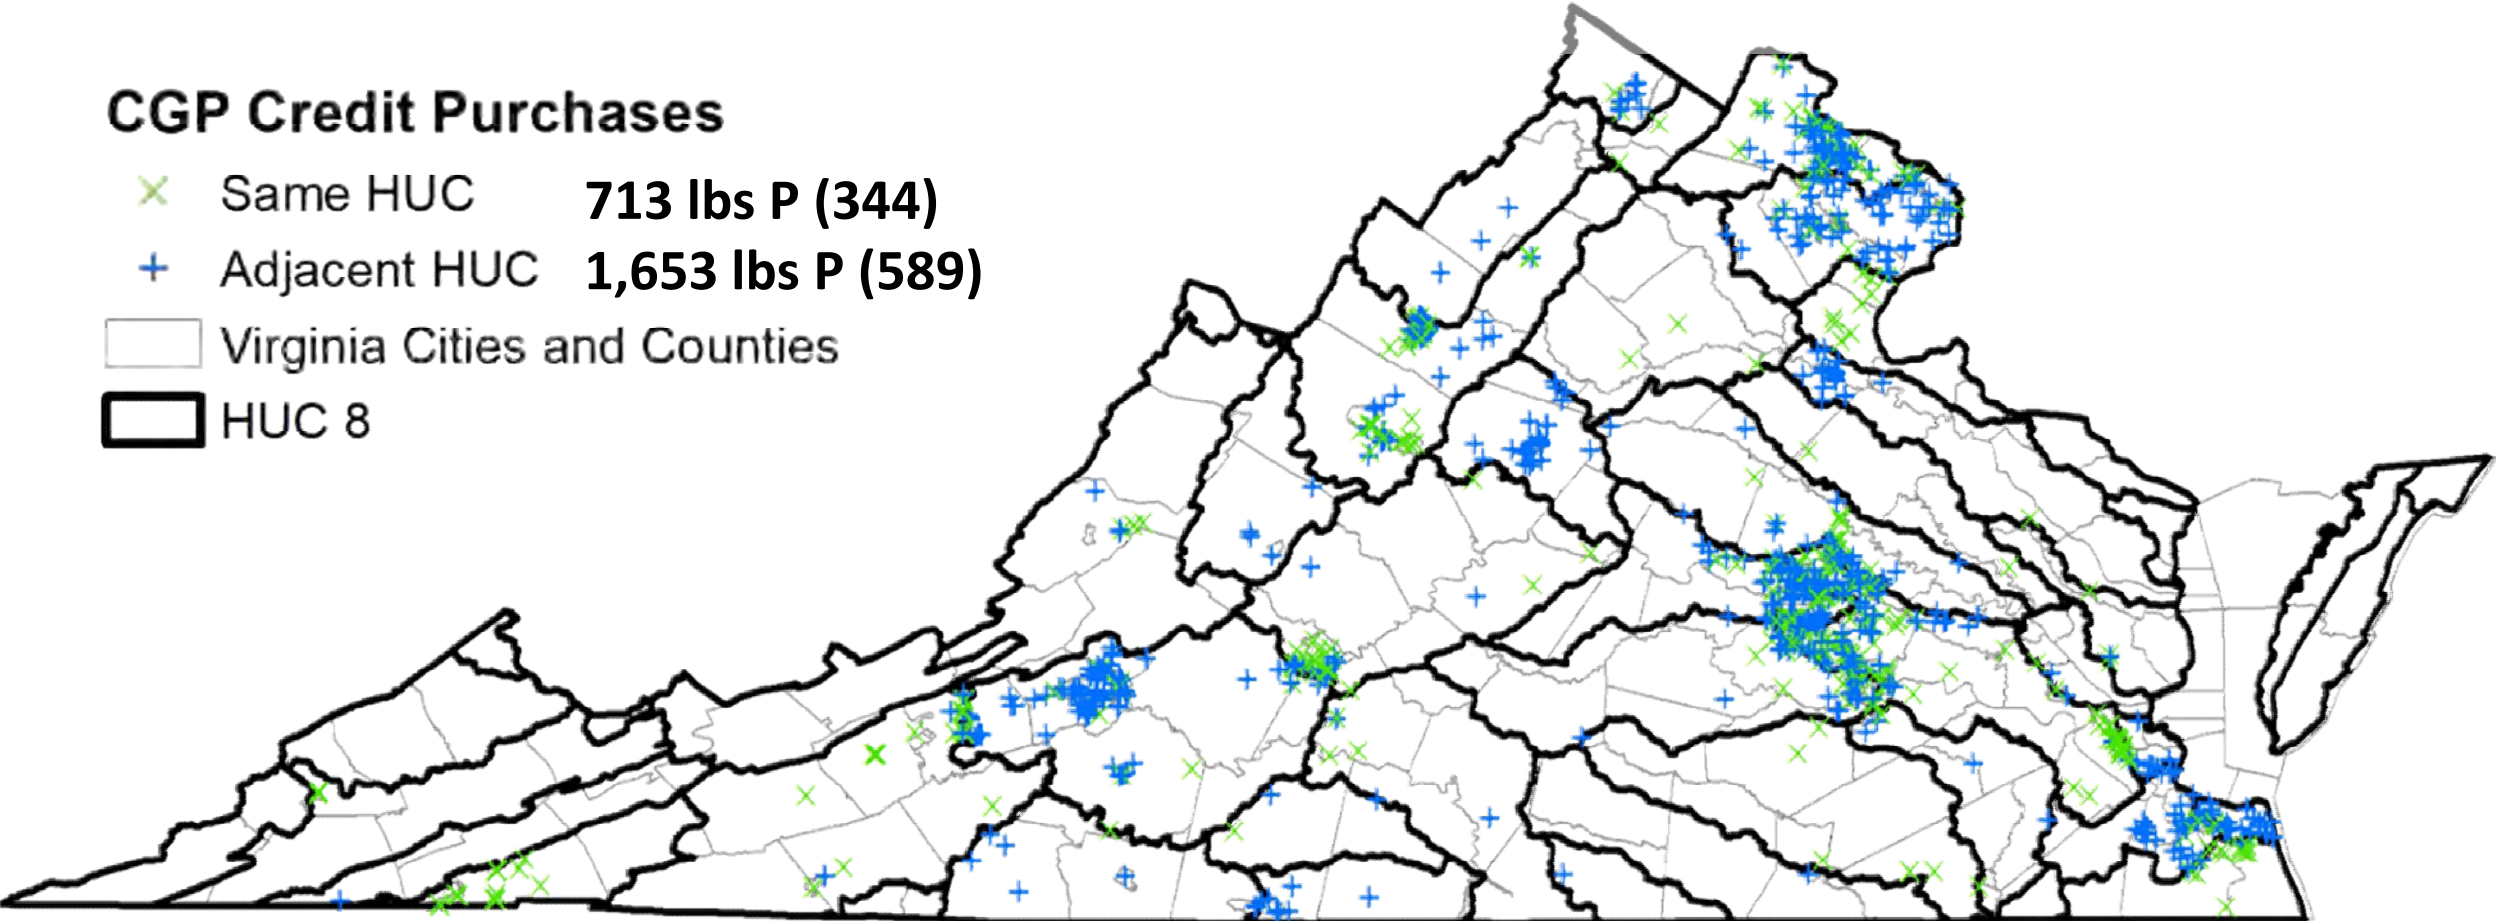 CGP Credit Purchases
Same HUC 713 lbs P (344)
Adjacent HUC 1,653 lbs P (589)
Virginia Cities and Counties
HUC 8